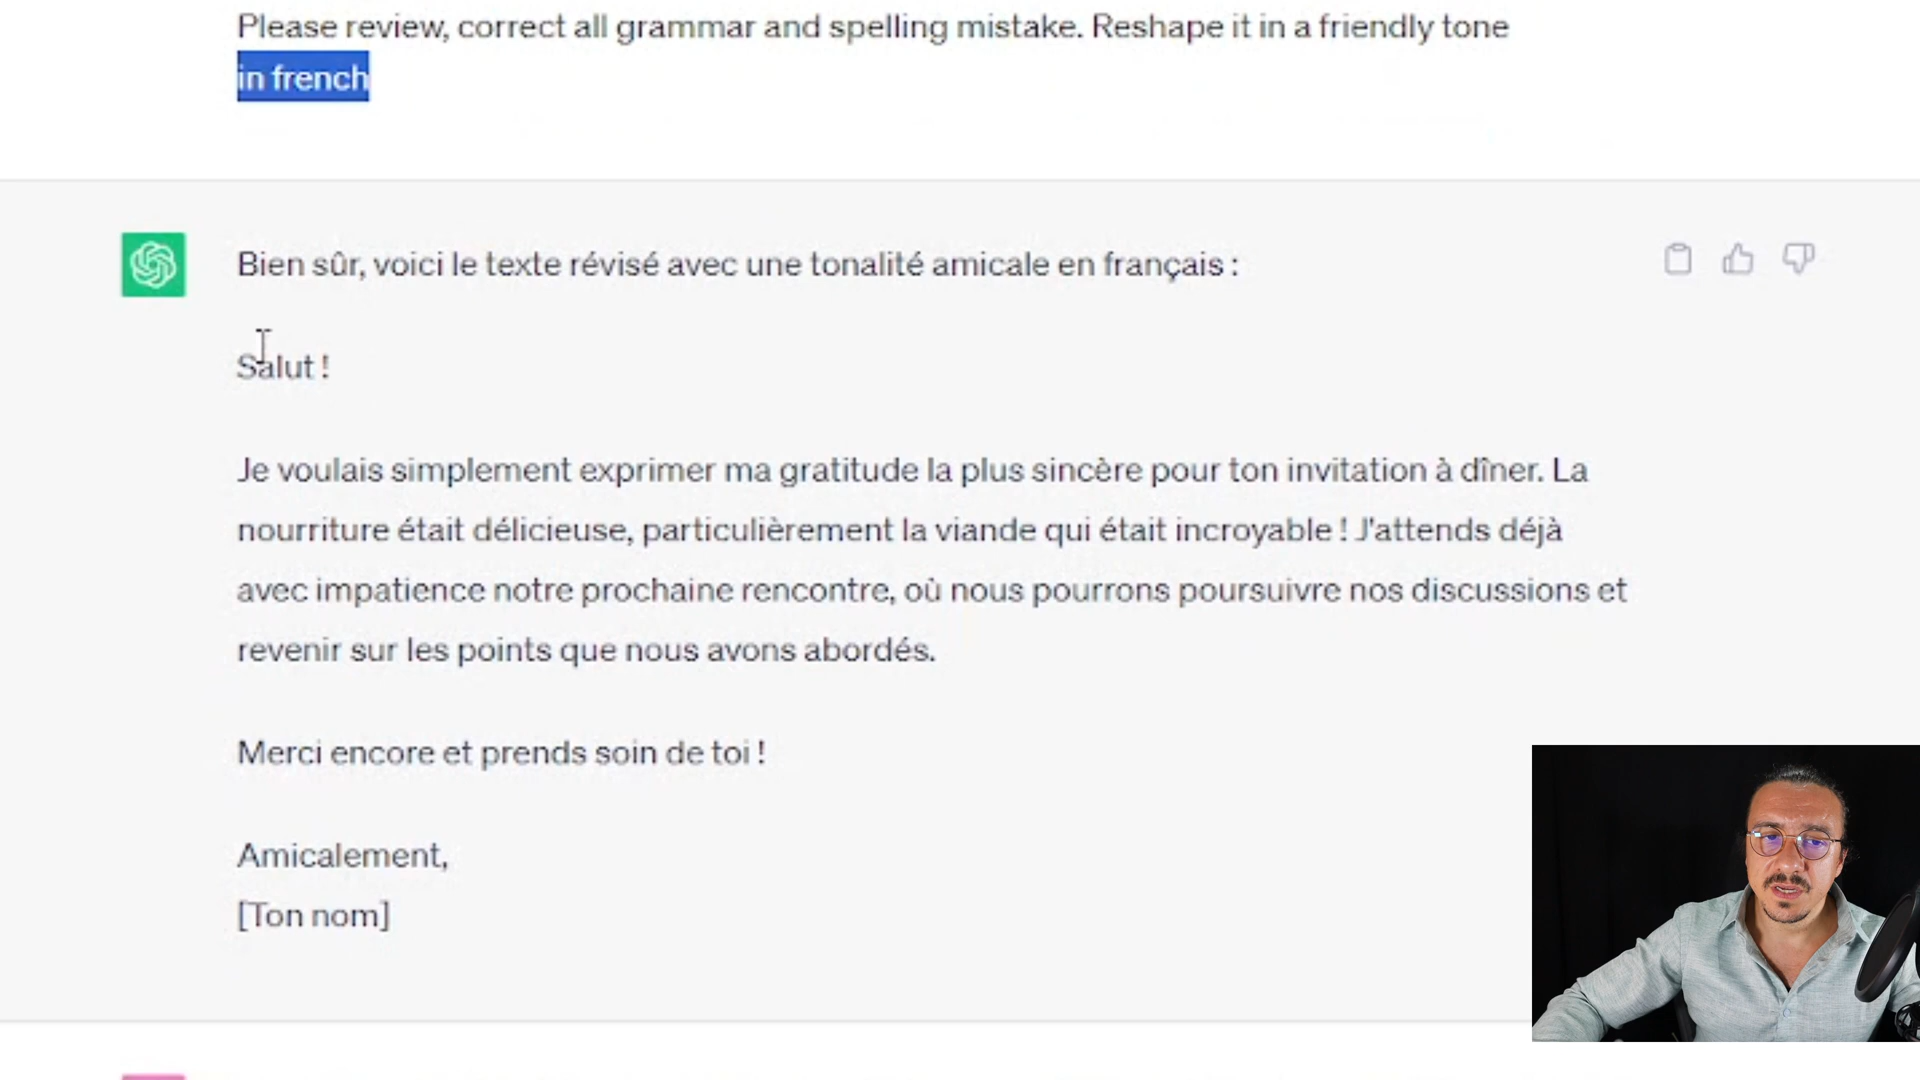 Please review, correct all grammar and spelling mistake. Reshape it in a friendly tone
in french
Bien sûr, voici le texte révisé avec une tonalité amicale en français :
Salut !
Je voulais simplement exprimer ma gratitude la plus sincère pour ton invitation à dîner. La
nourriture était délicieuse, particulièrement la viande qui était incroyable ! J'attends déjà
avec impatience notre prochaine rencontre, où nous pourrons poursuivre nos discussions et
revenir sur les points que nous avons abordés.
Merci encore et prends soin de toi !
Amicalement,
[Ton nom]